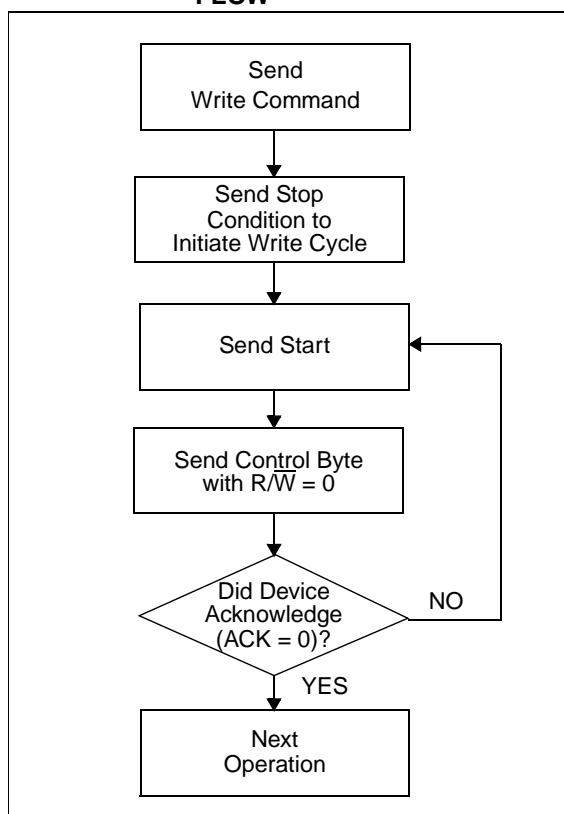 FLOW
Send
Write Command
Send Stop
Condition to
Initiate Write Cycle
Send Start
Send Control Byte
with R/W̅ = 0
Did Device
Acknowledge
(ACK = 0)?
NO
YES
Next
Operation